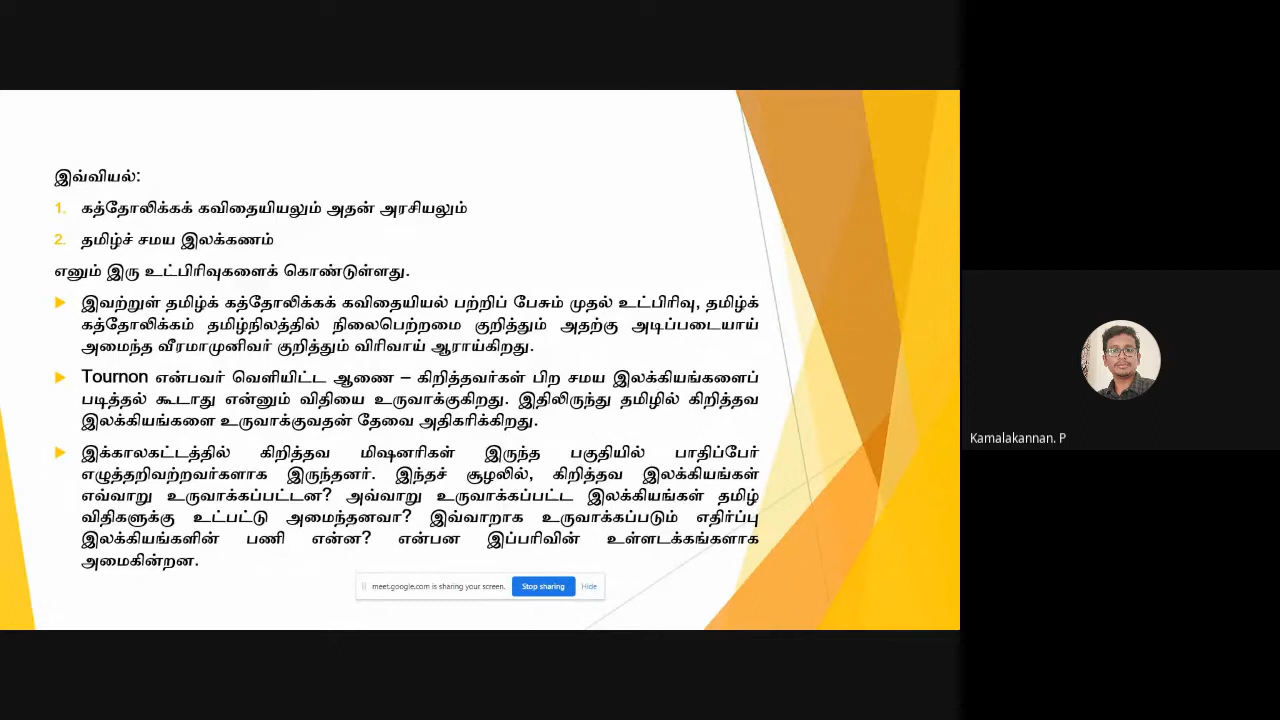 இவ்வியல்:
1. கத்தோலிக்கக் கவிதையியலும் அதன் அரசியலும்
2. தமிழ்ச் சமய இலக்கணம்
எனும் இரு உட்பிரிவுகளைக் கொண்டுள்ளது.
இவற்றுள் தமிழ்க் கத்தோலிக்கக் கவிதையியல் பற்றிப் பேசும் முதல் உட்பிரிவு, தமிழ்க்
கத்தோலிக்கம் தமிழ்நிலத்தில் நிலைபெற்றமை குறித்தும் அதற்கு அடிப்படையாய்
அமைந்த வீரமாமுனிவர் குறித்தும் விரிவாய் ஆராய்கிறது.
Tournon என்பவர் வெளியிட்ட ஆணை – கிறித்தவர்கள் பிற சமய இலக்கியங்களைப்
படித்தல் கூடாது என்னும் விதியை உருவாக்குகிறது. இதிலிருந்து தமிழில் கிறித்தவ
இலக்கியங்களை உருவாக்குவதன் தேவை அதிகரிக்கிறது.
இக்காலகட்டத்தில் கிறித்தவ மிஷனரிகள் இருந்த பகுதியில் பாதிப்பேர்
எழுத்தறிவற்றவர்களாக இருந்தனர். இந்தச் சூழலில், கிறித்தவ இலக்கியங்கள்
எவ்வாறு உருவாக்கப்பட்டன? அவ்வாறு உருவாக்கப்பட்ட இலக்கியங்கள் தமிழ்
விதிகளுக்கு உட்பட்டு அமைந்தனவா? இவ்வாறாக உருவாக்கப்படும் எதிர்ப்பு
இலக்கியங்களின் பணி என்ன? என்பன இப்பரிவின் உள்ளடக்கங்களாக
அமைகின்றன.
meet.google.com is sharing your screen. Stop sharing Hide
Kamalakannan. P